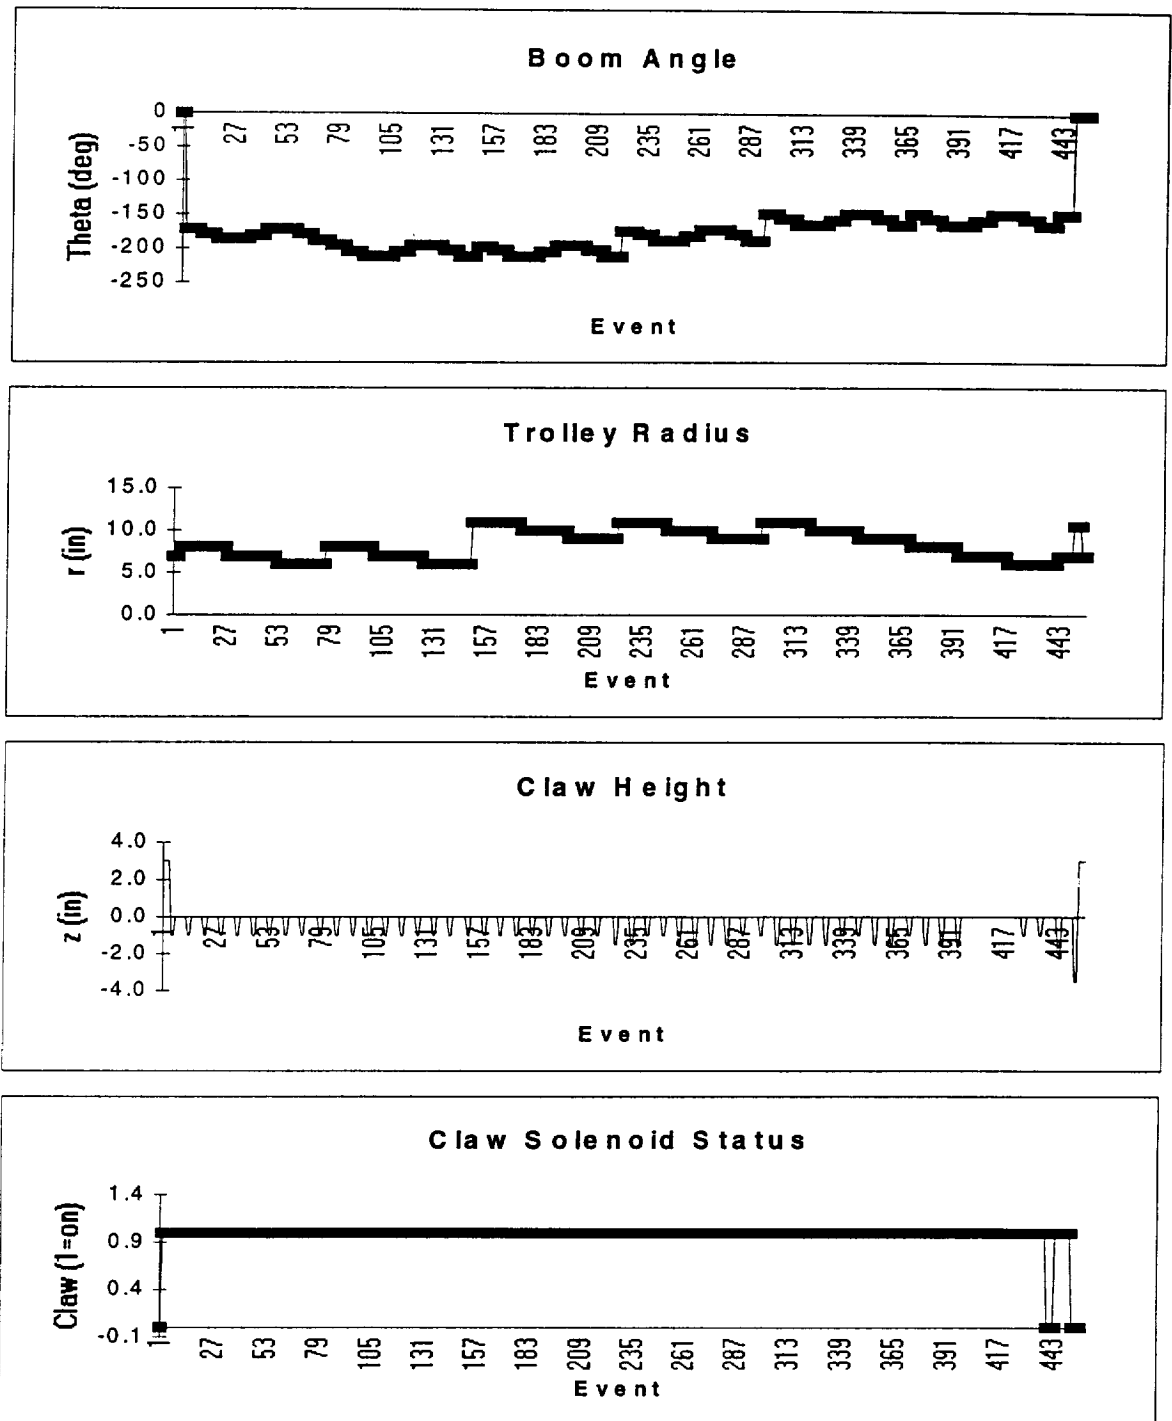 Boom Angle
Theta (deg)
0
-50
-100
-150
-200
-250
1 27 53 79 105 131 157 183 209 235 261 287 313 339 365 391 417 443
Event
Trolley Radius
r (in)
15.0
10.0
5.0
0.0
1 27 53 79 105 131 157 183 209 235 261 287 313 339 365 391 417 443
Event
Claw Height
z (in)
4.0
2.0
0.0
-2.0
-4.0
1 27 53 79 105 131 157 183 209 235 261 287 313 339 365 391 417 443
Event
Claw Solenoid Status
Claw (1=on)
1.4
0.9
0.4
-0.1
1 27 53 79 105 131 157 183 209 235 261 287 313 339 365 391 417 443
Event